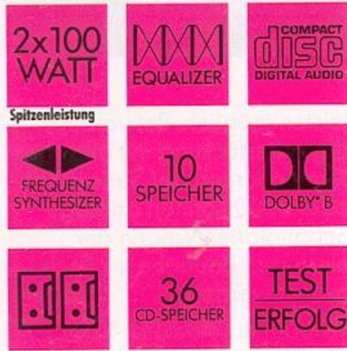 2x100
WATT
EQUALIZER
COMPACT
disc
DIGITAL AUDIO
Spitzenleistung
FREQUENZ
SYNTHESIZER
10
SPEICHER
DOLBY* B
36
CD-SPEICHER
TEST
ERFOLG